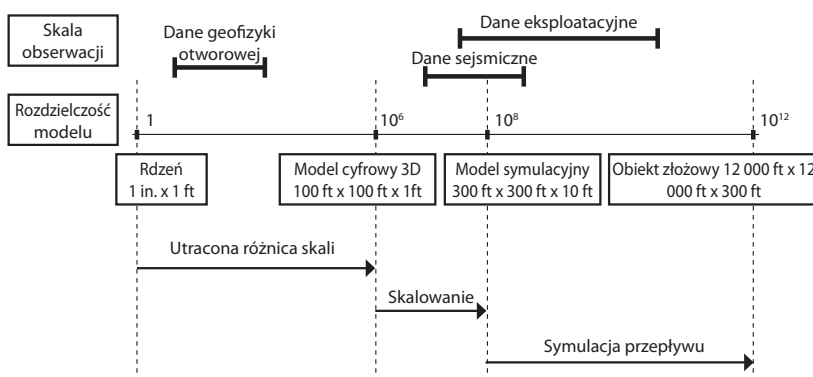 Skala
obserwacji
Dane geofizyki
otworowej
Dane eksploatacyjne
Dane sejsmiczne
Rozdzielczość
modelu
1
10⁶
10⁸
10¹²
Rdzeń
1 in. x 1 ft
Model cyfrowy 3D
100 ft x 100 ft x 1ft
Model symulacyjny
300 ft x 300 ft x 10 ft
Obiekt złożowy 12 000 ft x 12
000 ft x 300 ft
Utracona różnica skali
Skalowanie
Symulacja przepływu